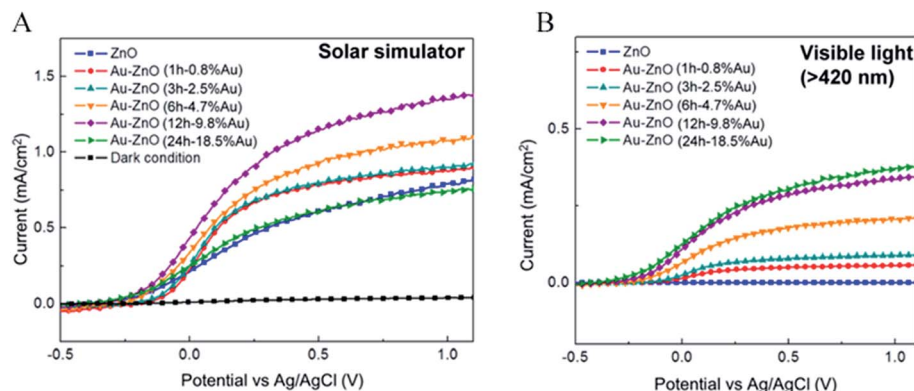 A
Solar simulator
ZnO
Au-ZnO (1h-0.8%Au)
Au-ZnO (3h-2.5%Au)
Au-ZnO (6h-4.7%Au)
Au-ZnO (12h-9.8%Au)
Au-ZnO (24h-18.5%Au)
Dark condition
Current (mA/cm²)
1.5
1.0
0.5
0.0
-0.5 0.0 0.5 1.0
Potential vs Ag/AgCl (V)
B
Visible light
(>420 nm)
ZnO
Au-ZnO (1h-0.8%Au)
Au-ZnO (3h-2.5%Au)
Au-ZnO (6h-4.7%Au)
Au-ZnO (12h-9.8%Au)
Au-ZnO (24h-18.5%Au)
Current (mA/cm²)
0.5
0.0
-0.5 0.0 0.5 1.0
Potential vs Ag/AgCl (V)